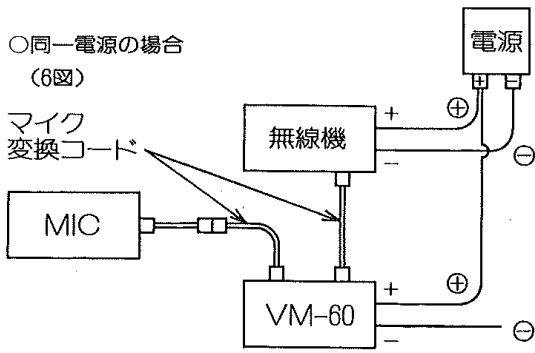 ○同一電源の場合
（6図）
電源
+ −
マイク
変換コード
無線機
+ ⊕
− ⊖
MIC
VM-60
+ ⊕
− ⊖